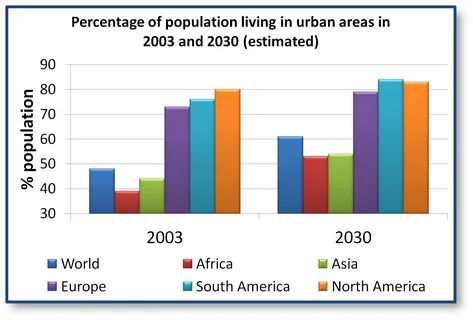 Percentage of population living in urban areas in
2003 and 2030 (estimated)
% population
90
80
70
60
50
40
30
2003 2030
World Africa Asia
Europe South America North America